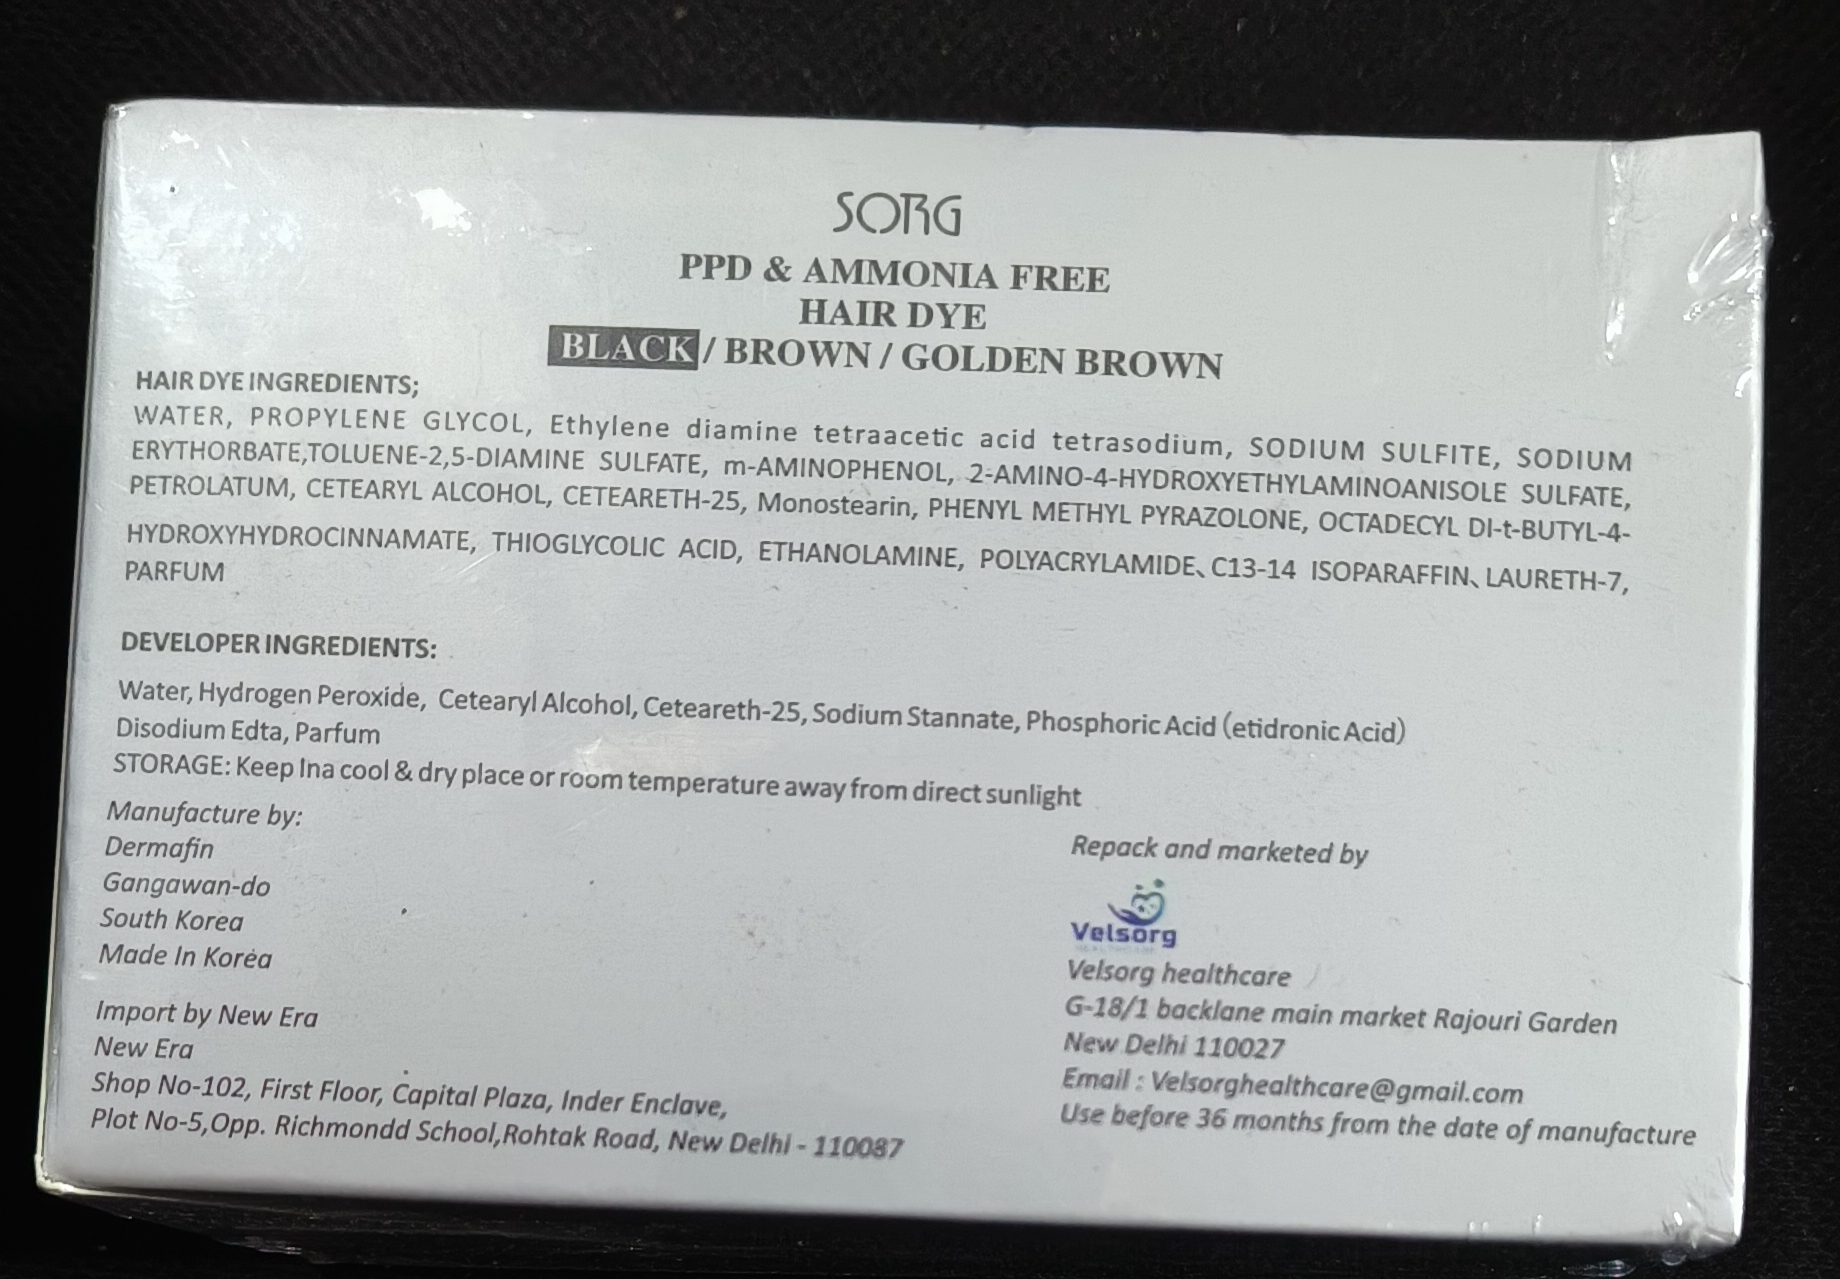 SORG
PPD & AMMONIA FREE
HAIR DYE
BLACK / BROWN / GOLDEN BROWN
HAIR DYE INGREDIENTS;
WATER, PROPYLENE GLYCOL, Ethylene diamine tetraacetic acid tetrasodium, SODIUM SULFITE, SODIUM
ERYTHORBATE,TOLUENE-2,5-DIAMINE SULFATE, m-AMINOPHENOL, 2-AMINO-4-HYDROXYETHYLAMINOANISOLE SULFATE,
PETROLATUM, CETEARYL ALCOHOL, CETEARETH-25, Monostearin, PHENYL METHYL PYRAZOLONE, OCTADECYL DI-t-BUTYL-4-
HYDROXYHYDROCINNAMATE, THIOGLYCOLIC ACID, ETHANOLAMINE, POLYACRYLAMIDE、C13-14 ISOPARAFFIN、LAURETH-7,
PARFUM
DEVELOPER INGREDIENTS:
Water, Hydrogen Peroxide, Cetearyl Alcohol, Ceteareth-25, Sodium Stannate, Phosphoric Acid (etidronic Acid)
Disodium Edta, Parfum
STORAGE: Keep Ina cool & dry place or room temperature away from direct sunlight
Manufacture by:
Dermafin
Gangawan-do
South Korea
Made In Korea
Import by New Era
New Era
Shop No-102, First Floor, Capital Plaza, Inder Enclave,
Plot No-5,Opp. Richmondd School,Rohtak Road, New Delhi - 110087
Repack and marketed by
Velsorg
HEALTHCARE
Velsorg healthcare
G-18/1 backlane main market Rajouri Garden
New Delhi 110027
Email : Velsorghealthcare@gmail.com
Use before 36 months from the date of manufacture